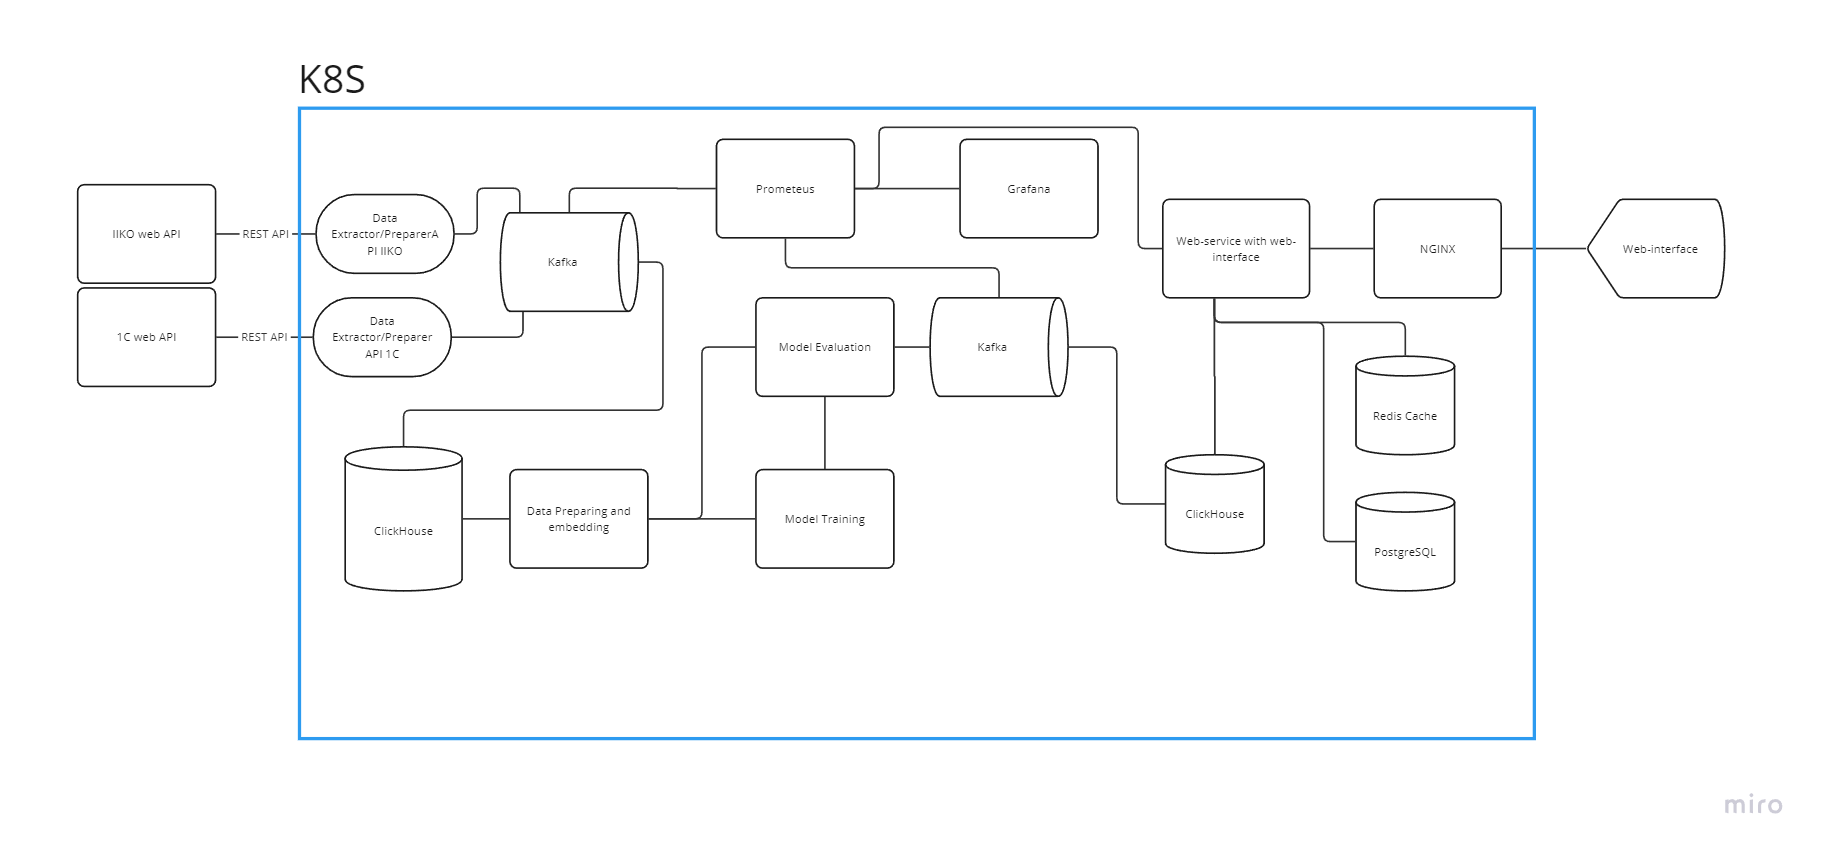 K8S
IIKO web API
REST API
Data
Extractor/PreparerA
PI IIKO
Kafka
Prometeus
Grafana
Web-service with web-
interface
NGINX
Web-interface
1C web API
REST API
Data
Extractor/Preparer
API 1C
Model Evaluation
Kafka
Redis Cache
ClickHouse
Data Preparing and
embedding
Model Training
ClickHouse
PostgreSQL
miro